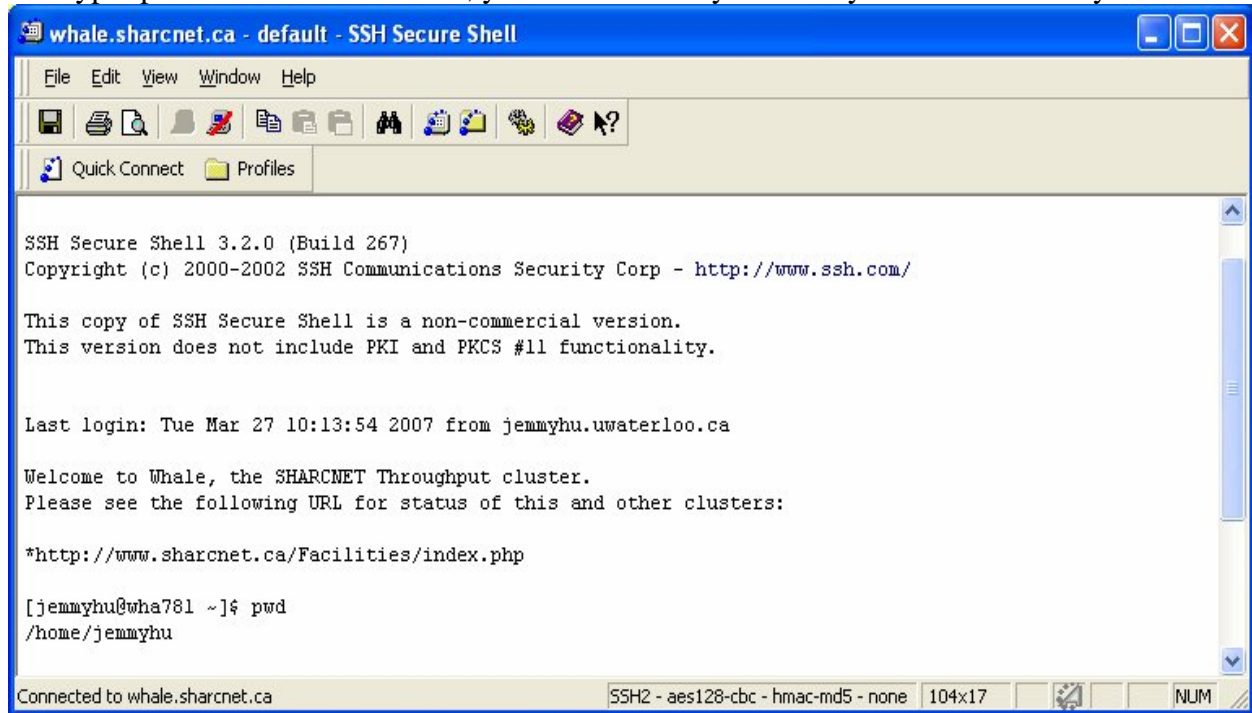 whale.sharcnet.ca - default - SSH Secure Shell
File Edit View Window Help
Quick Connect Profiles
SSH Secure Shell 3.2.0 (Build 267)
Copyright (c) 2000-2002 SSH Communications Security Corp - http://www.ssh.com/
This copy of SSH Secure Shell is a non-commercial version.
This version does not include PKI and PKCS #11 functionality.
Last login: Tue Mar 27 10:13:54 2007 from jemmyhu.uwaterloo.ca
Welcome to Whale, the SHARCNET Throughput cluster.
Please see the following URL for status of this and other clusters:
*http://www.sharcnet.ca/Facilities/index.php
[jemmyhu@wha781 ~]$ pwd
/home/jemmyhu
Connected to whale.sharcnet.ca SSH2 - aes128-cbc - hmac-md5 - none 104x17 NUM